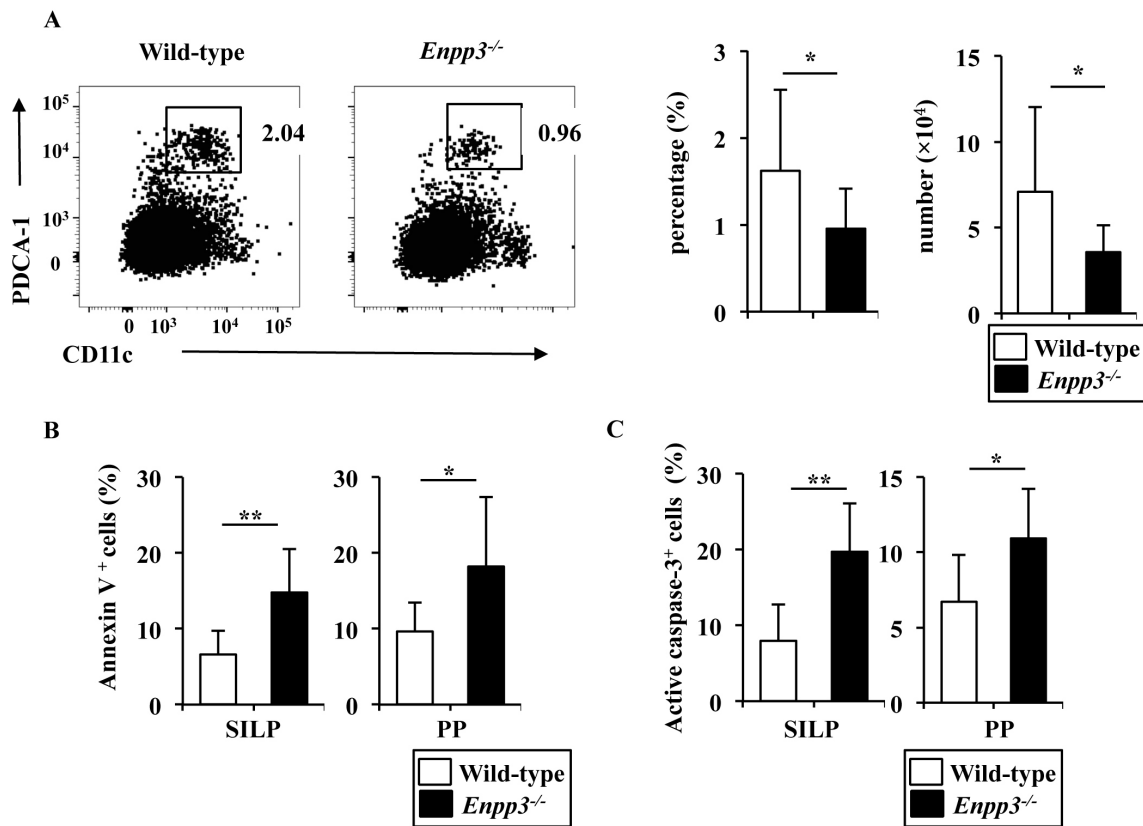 A
Wild-type
Enpp3-/-
10⁵
10⁴
10³
0
2.04
0.96
PDCA-1
0 10³ 10⁴ 10⁵
CD11c
percentage (%)
3
2
1
0
*
number (×10⁴)
15
10
5
0
*
Wild-type
Enpp3-/-
B
Annexin V + cells (%)
30
20
10
0
**
SILP
30
20
10
0
*
PP
Wild-type
Enpp3-/-
C
Active caspase-3+ cells (%)
30
20
10
0
**
SILP
15
10
5
0
*
PP
Wild-type
Enpp3-/-